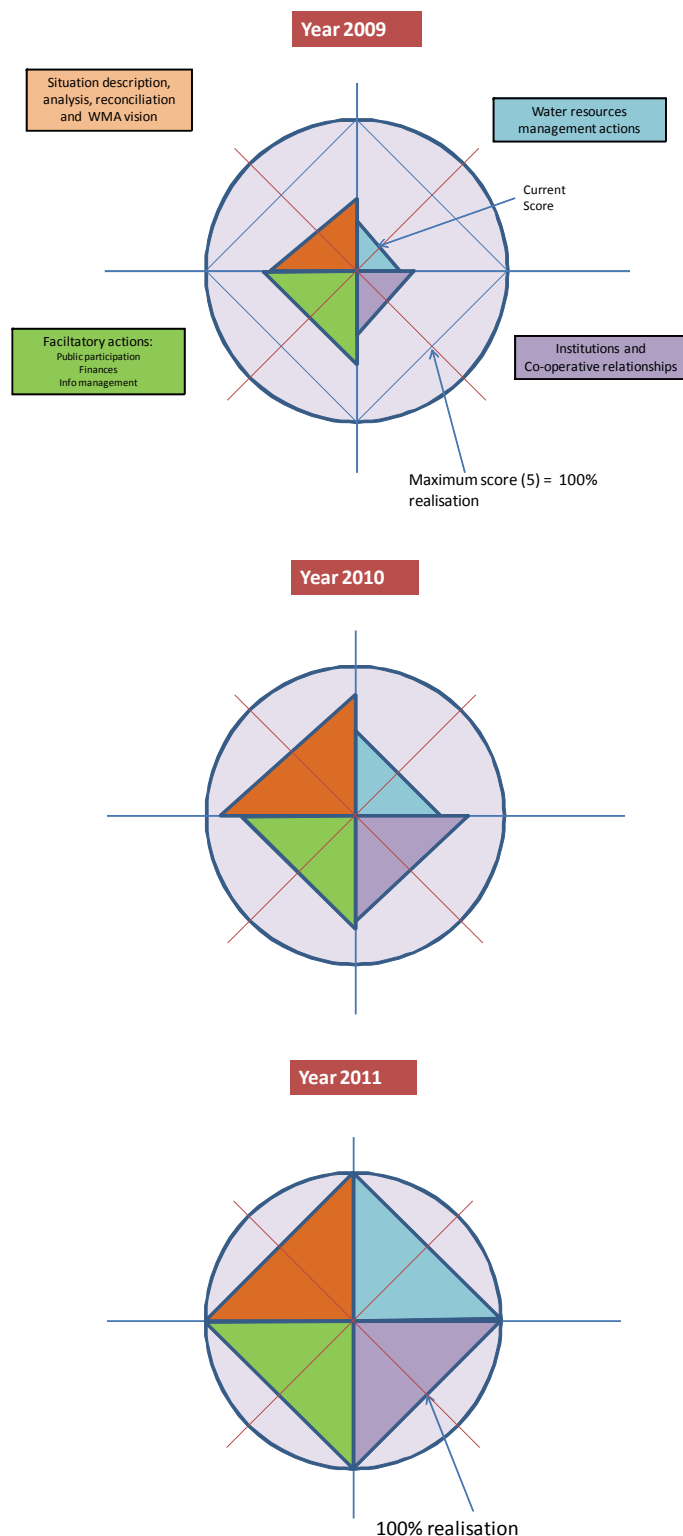 Year 2009
Situation description,
analysis, reconciliation
and WMA vision
Water resources
management actions
Current
Score
Faciltatory actions:
Public participation
Finances
Info management
Institutions and
Co-operative relationships
Maximum score (5) = 100%
realisation
Year 2010
Year 2011
100% realisation